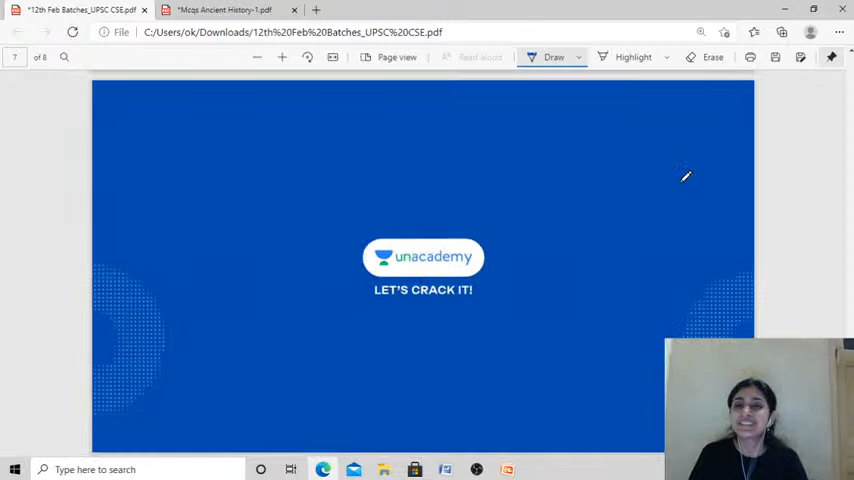 *12th Feb Batches_UPSC CSE.pdf
*Mcqs Ancient History-1.pdf
File C:/Users/ok/Downloads/12th%20Feb%20Batches_UPSC%20CSE.pdf
7 of 8
Page view
Read aloud
Draw
Highlight
Erase
unacademy
LET'S CRACK IT!
Type here to search